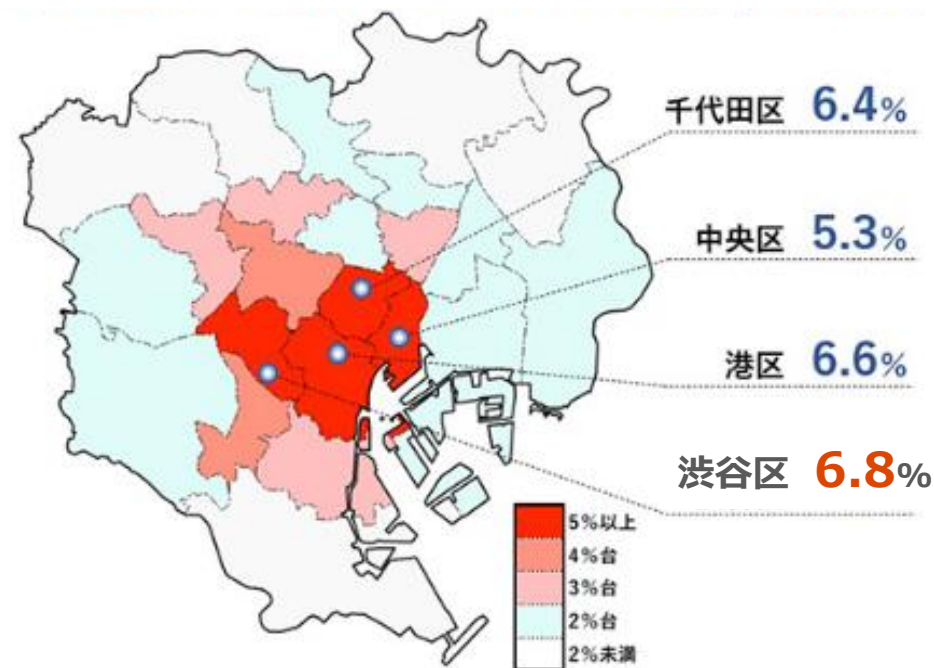 千代田区 6.4%
中央区 5.3%
港区 6.6%
渋谷区 6.8%
5%以上
4%台
3%台
2%台
2%未満